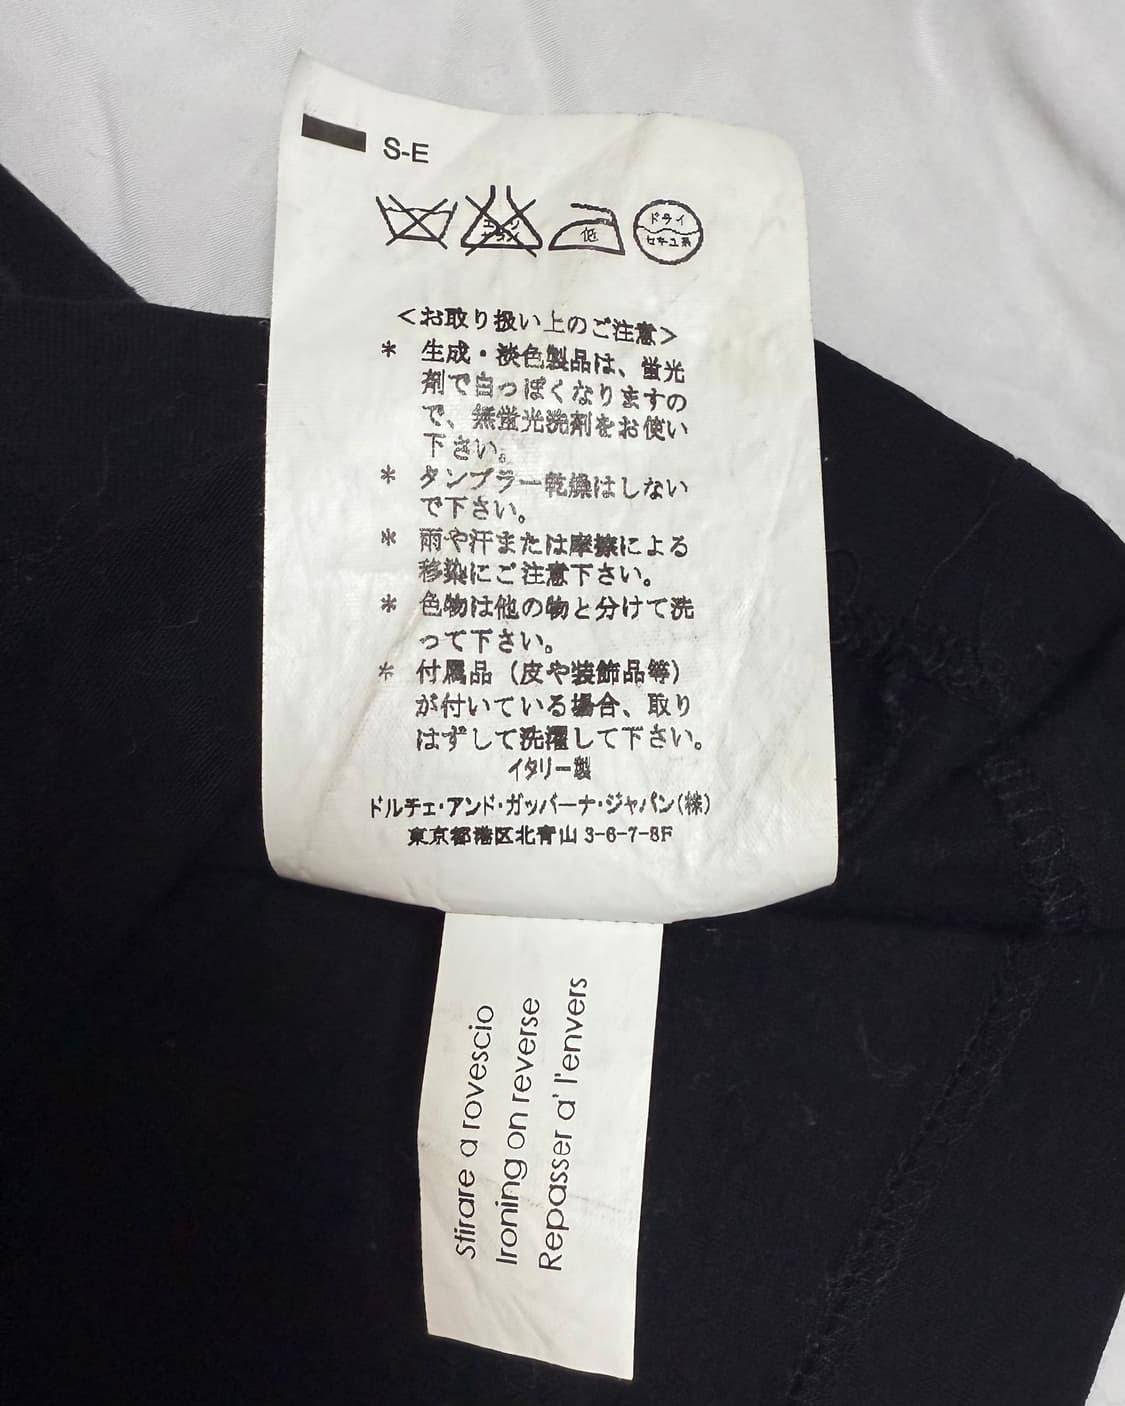 S-E
エンソ
サラシ
低
ドライ
セキユ系
<お取り扱い上のご注意>
* 生成・淡色製品は、蛍光
剤で白っぽくなりますの
で、無蛍光洗剤をお使い
下さい。
* タンブラー乾燥はしない
で下さい。
* 雨や汗または摩擦による
移染にご注意下さい。
* 色物は他の物と分けて洗
って下さい。
* 付属品（皮や装飾品等）
が付いている場合、取り
はずして洗濯して下さい。
イタリー製
ドルチェ・アンド・ガッバーナ・ジャパン(株)
東京都港区北青山 3-6-7-8F
Stirare a rovescio
Ironing on reverse
Repasser a' l'envers